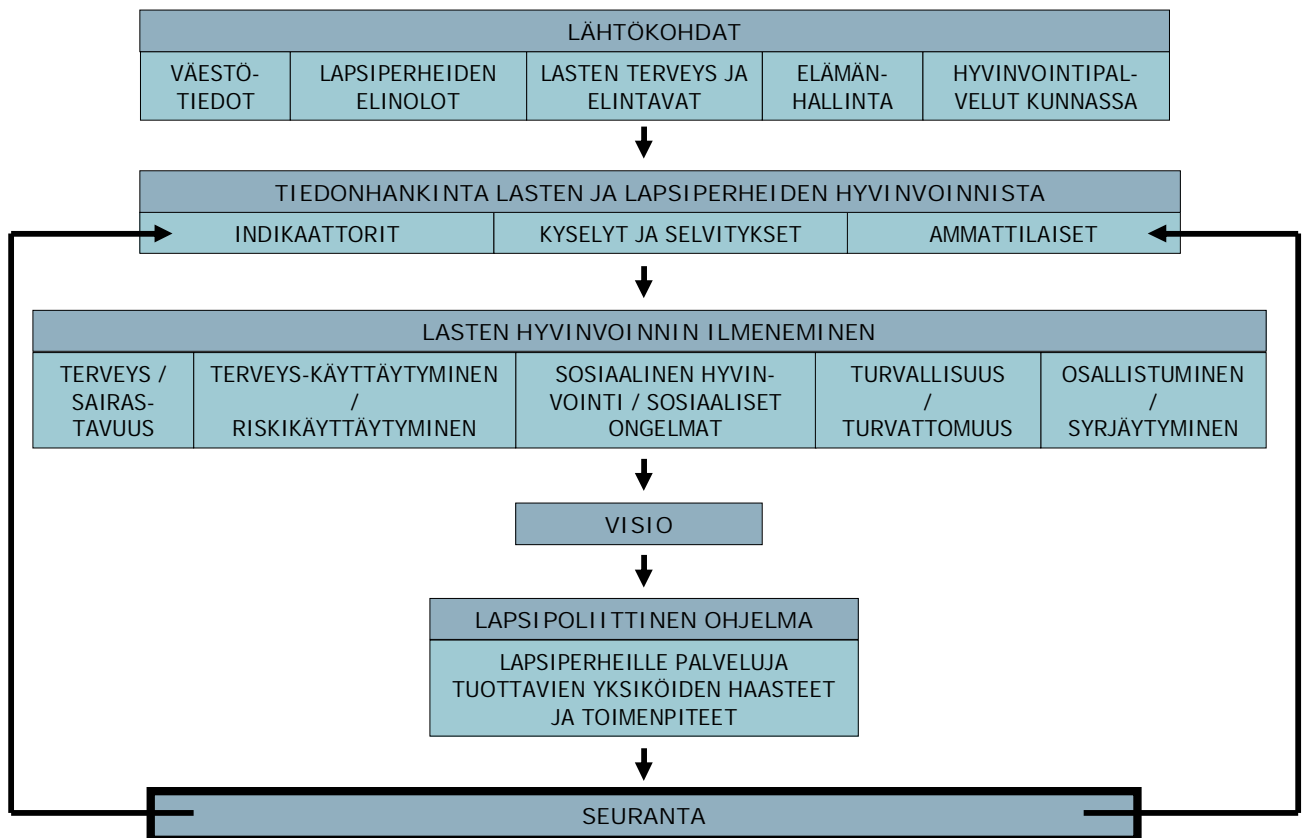 LÄHTÖKOHDAT
VÄESTÖ-
TIEDOT
LAPSIPERHEIDEN
ELINOLOT
LASTEN TERVEYS JA
ELINTAVAT
ELÄMÄN-
HALLINTA
HYVINVOINTIPAL-
VELUT KUNNASSA
TIEDONHANKINTA LASTEN JA LAPSIPERHEIDEN HYVINVOINNISTA
INDIKAATTORIT
KYSELYT JA SELVITYKSET
AMMATTILAISET
LASTEN HYVINVOINNIN ILMENEMINEN
TERVEYS /
SAIRAS-
TAVUUS
TERVEYS-KÄYTTÄYTYMINEN
/
RISKIKÄYTTÄYTYMINEN
SOSIAALINEN HYVIN-
VOINTI / SOSIAALISET
ONGELMAT
TURVALLISUUS
/
TURVATTOMUUS
OSALLISTUMINEN
/
SYRJÄYTYMINEN
VISIO
LAPSIPOLIITTINEN OHJELMA
LAPSIPERHEILLE PALVELUJA
TUOTTAVIEN YKSIKÖIDEN HAASTEET
JA TOIMENPITEET
SEURANTA